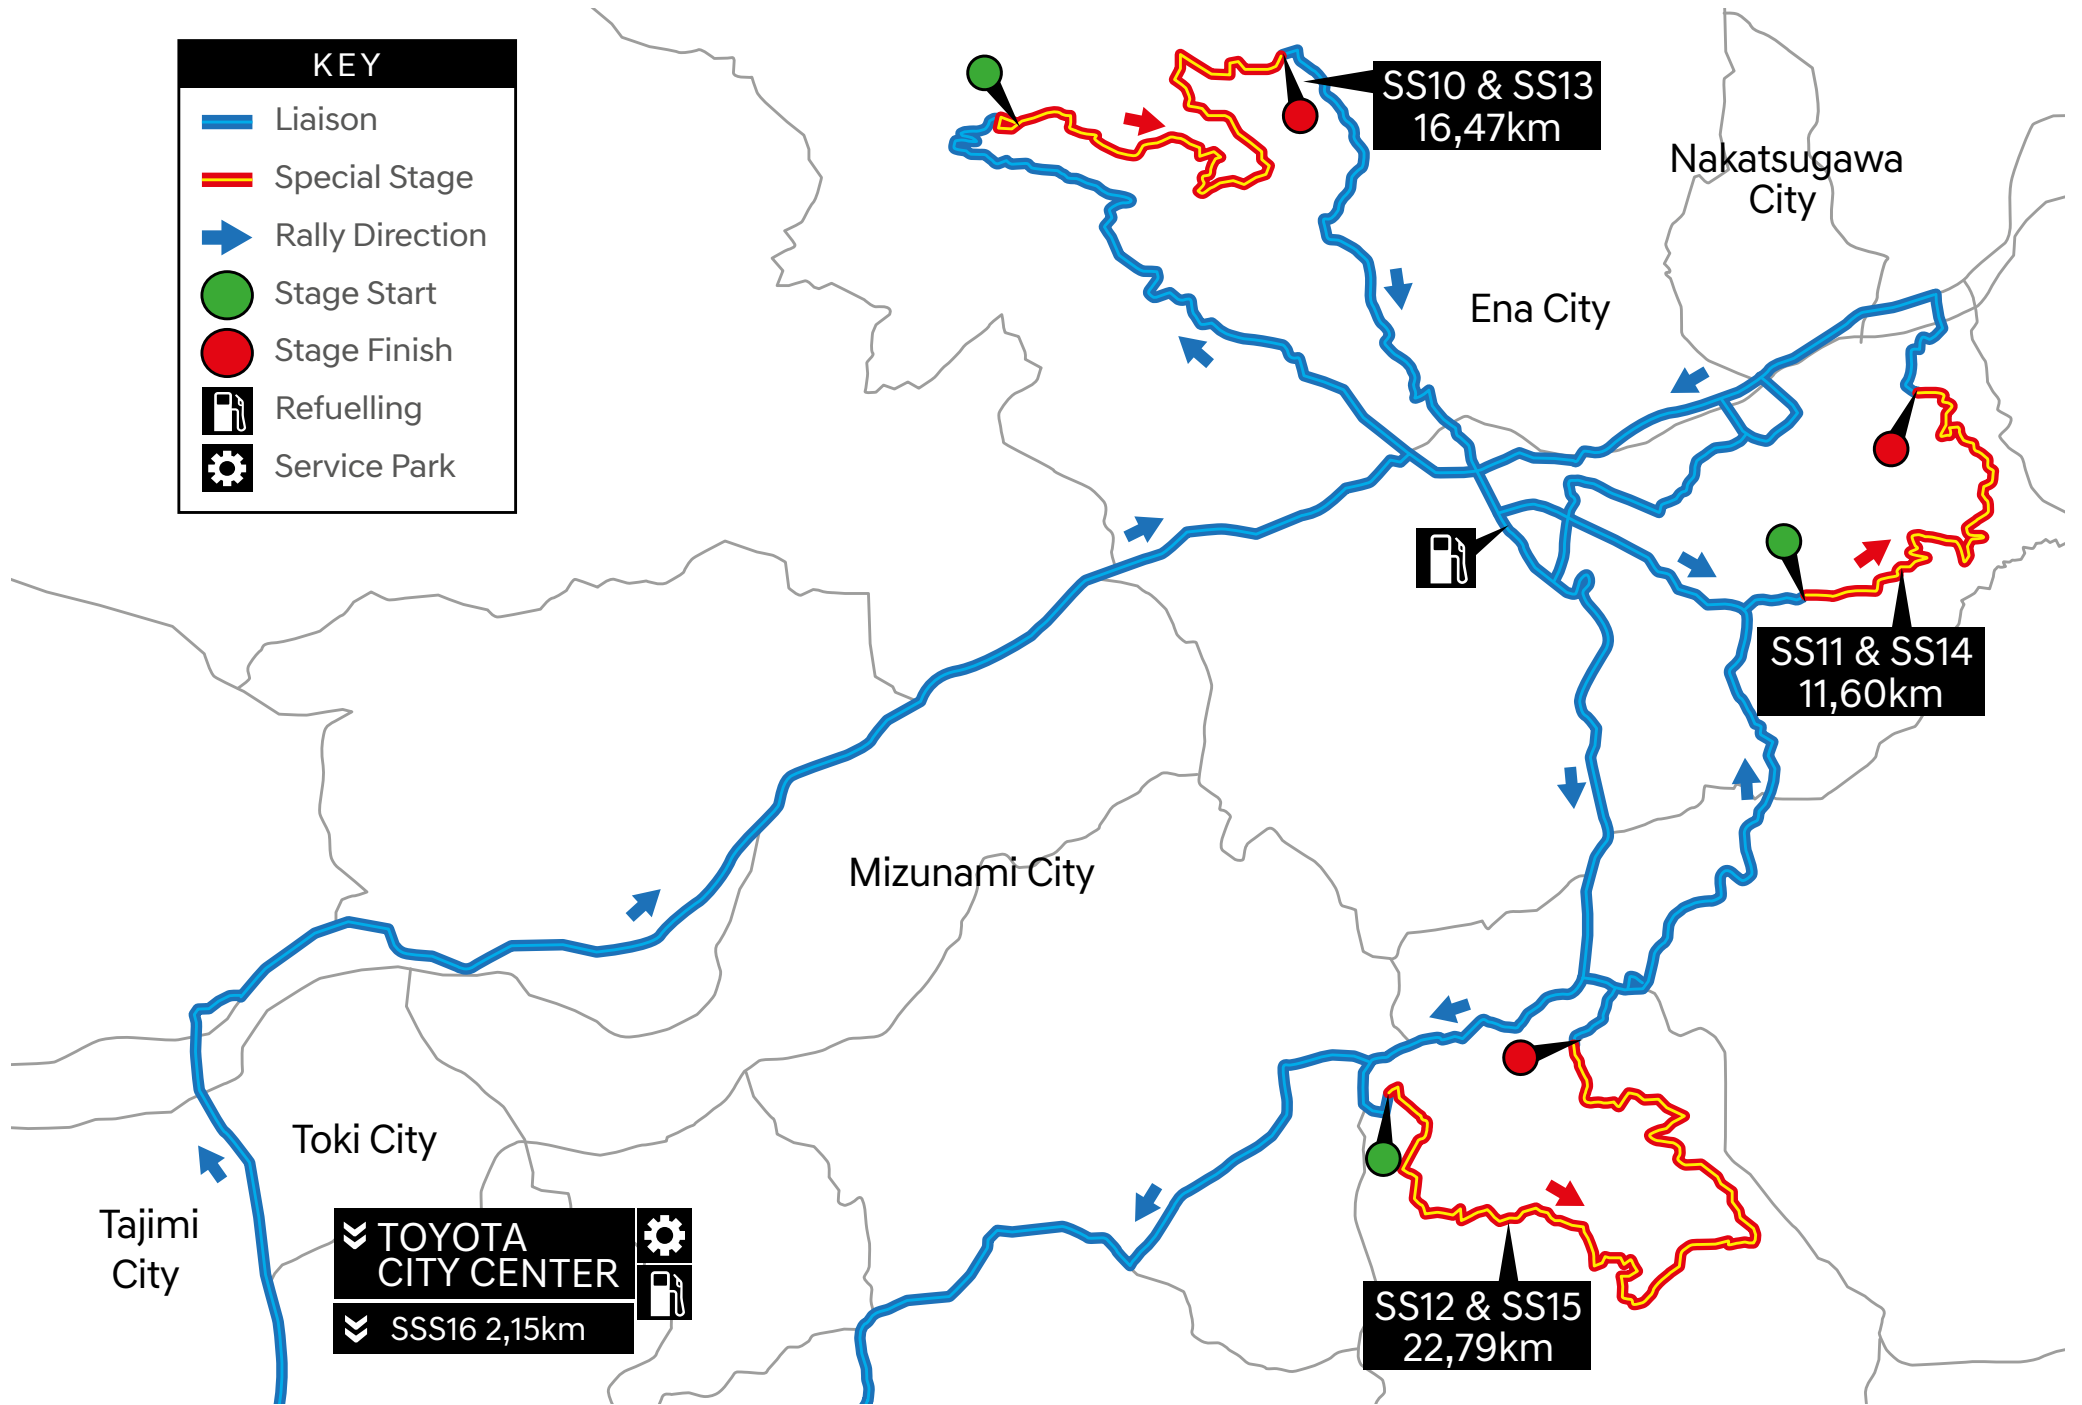 KEY
Liaison
Special Stage
Rally Direction
Stage Start
Stage Finish
Refuelling
Service Park
SS10 & SS13
16,47km
Nakatsugawa
City
Ena City
SS11 & SS14
11,60km
Mizunami City
Toki City
Tajimi
City
TOYOTA
CITY CENTER
SSS16 2,15km
SS12 & SS15
22,79km